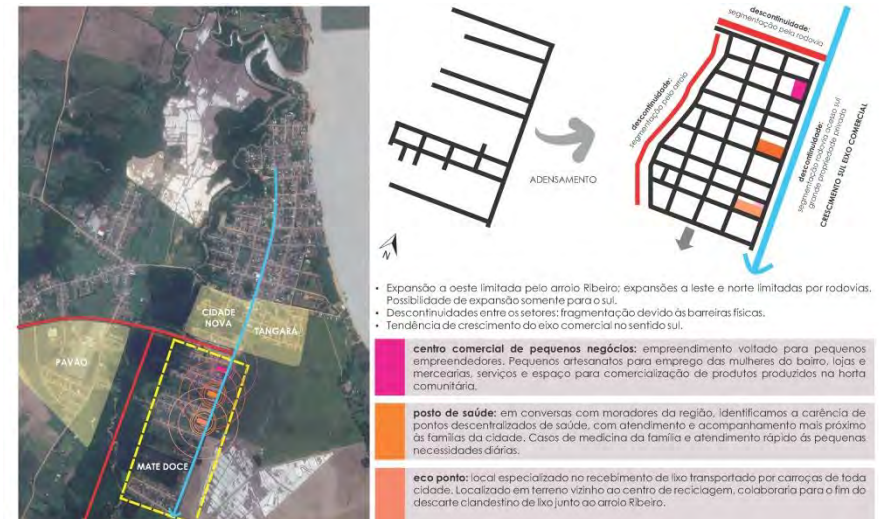 CIDADE
NOVA
TANGARÁ
PAVÃO
MATE DOCE
N
ADENSAMENTO
descontinuidade:
segmentação pela rodovia
descontinuidade:
segmentação pelo arroio
descontinuidade:
segmentação rodovia acesso sul
grande propriedade privada
CRESCIMENTO SUL EIXO COMERCIAL
• Expansão a oeste limitada pelo arroio Ribeiro; expansões a leste e norte limitadas por rodovias.
Possibilidade de expansão somente para o sul.
• Descontinuidades entre os setores: fragmentação devido às barreiras físicas.
• Tendência de crescimento do eixo comercial no sentido sul.
centro comercial de pequenos negócios: empreendimento voltado para pequenos
empreendedores. Pequenos artesanatos para emprego das mulheres do bairro, lojas e
mercearias, serviços e espaço para comercialização de produtos produzidos na horta
comunitária.
posto de saúde: em conversas com moradores da região, identificamos a carência de
pontos descentralizados de saúde, com atendimento e acompanhamento mais próximo
às famílias da cidade. Casos de medicina da família e atendimento rápido às pequenas
necessidades diárias.
eco ponto: local especializado no recebimento de lixo transportado por carroças de toda
cidade. Localizado em terreno vizinho ao centro de reciclagem, colaboraria para o fim do
descarte clandestino de lixo junto ao arroio Ribeiro.